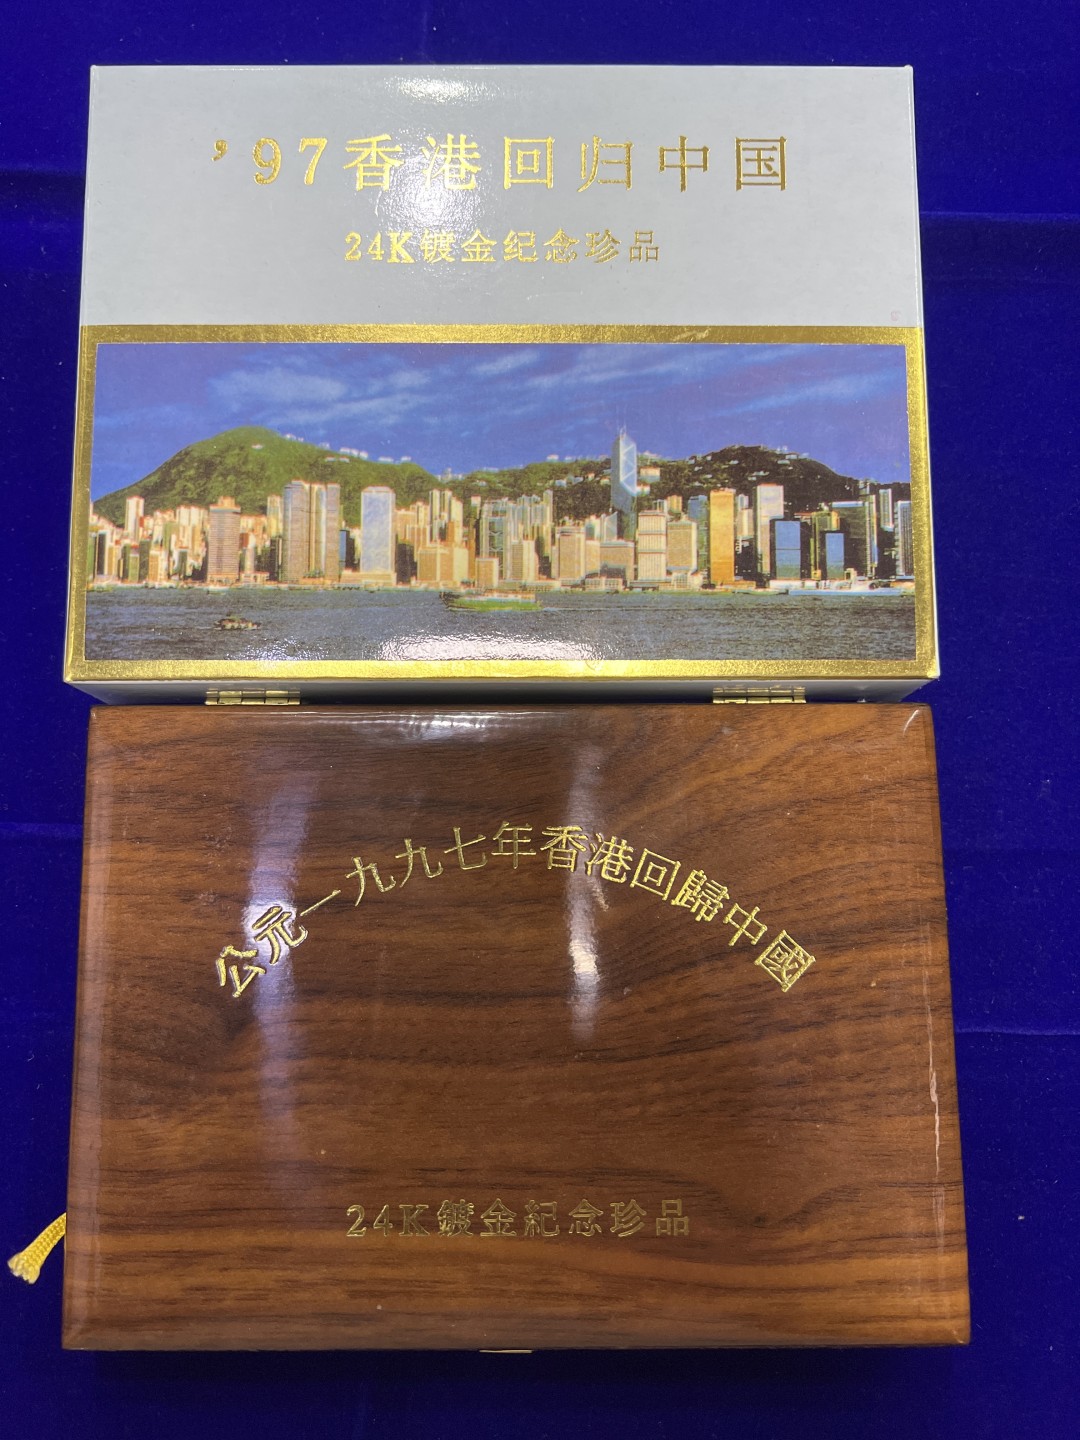 ’97香港回归中国
24K镀金纪念珍品
公元一九九七年香港回歸中國
24K鍍金紀念珍品